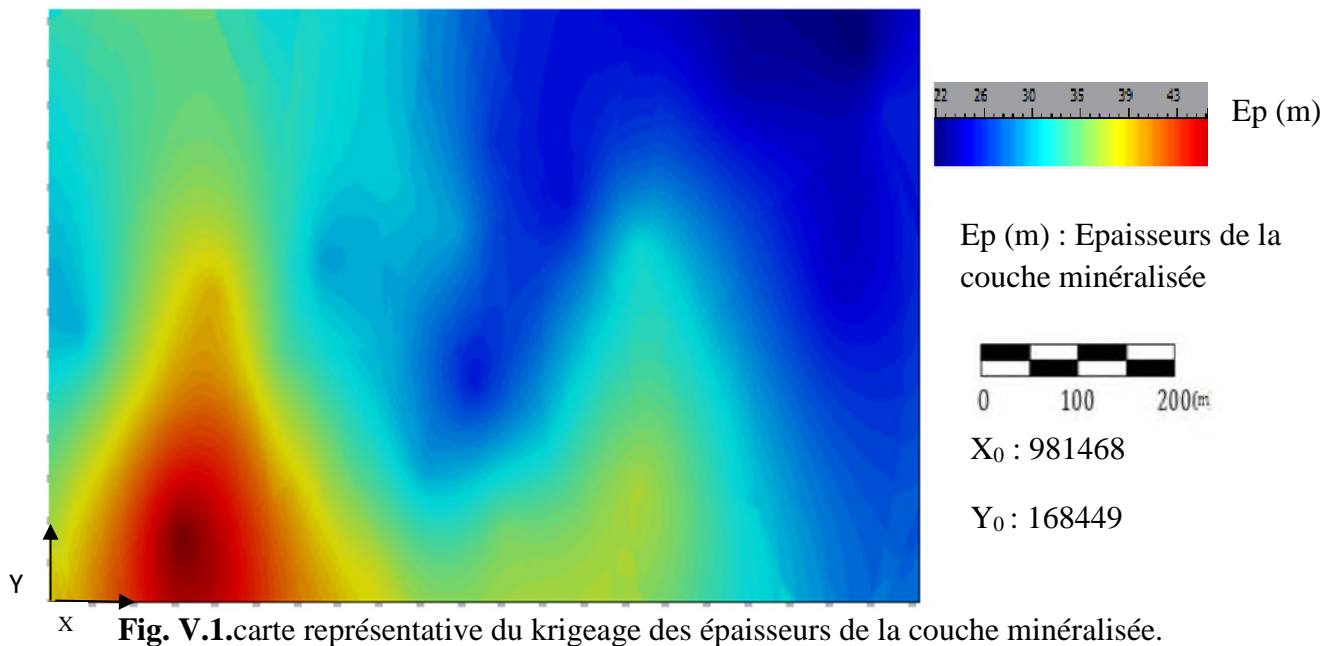 22 26 30 35 39 43
Ep (m)
Ep (m) : Epaisseurs de la
couche minéralisée
0 100 200(m
X₀ : 981468
Y₀ : 168449
Y
X
Fig. V.1.carte représentative du krigeage des épaisseurs de la couche minéralisée.